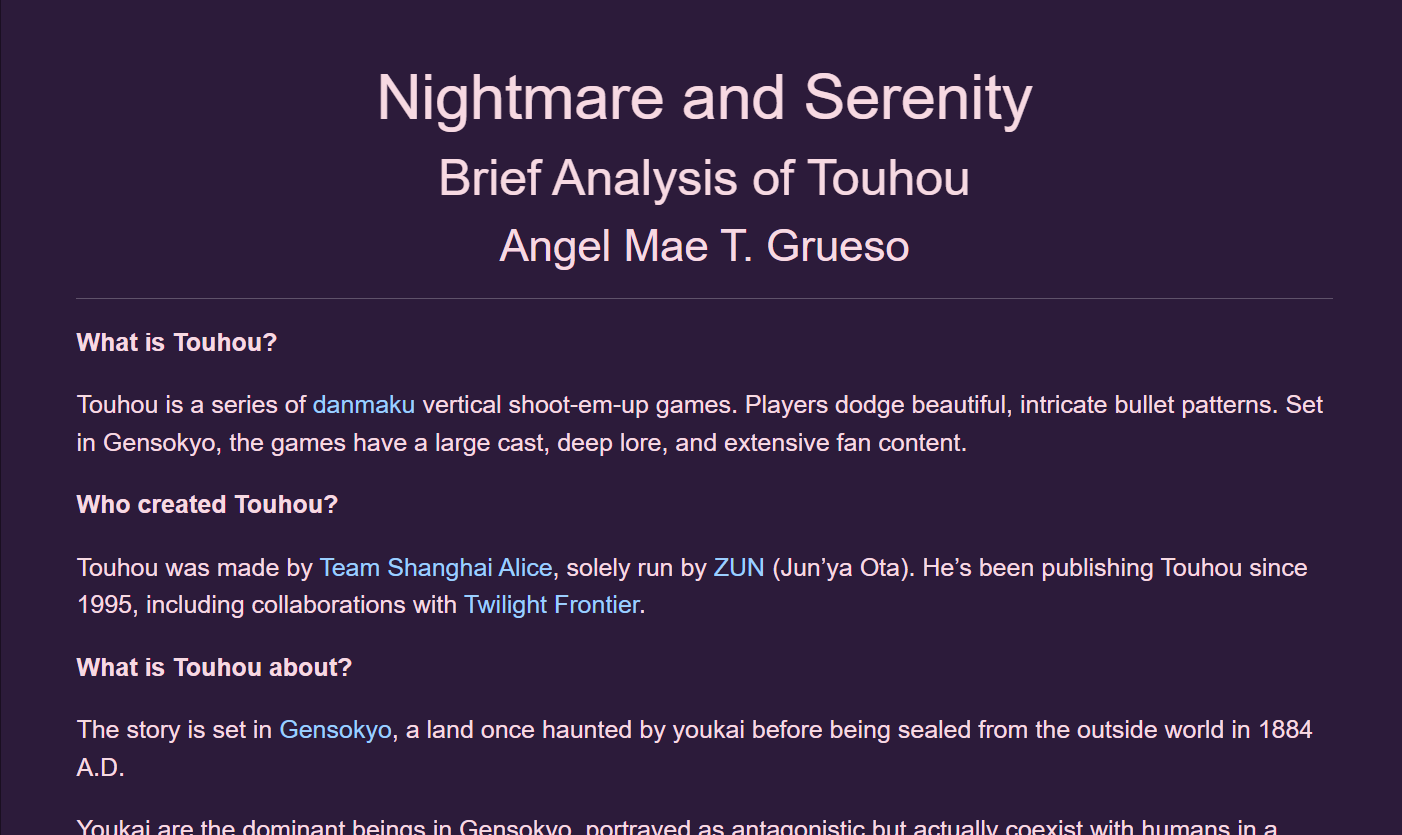 Nightmare and Serenity
Brief Analysis of Touhou
Angel Mae T. Grueso
What is Touhou?
Touhou is a series of danmaku vertical shoot-em-up games. Players dodge beautiful, intricate bullet patterns. Set
in Gensokyo, the games have a large cast, deep lore, and extensive fan content.
Who created Touhou?
Touhou was made by Team Shanghai Alice, solely run by ZUN (Jun’ya Ota). He’s been publishing Touhou since
1995, including collaborations with Twilight Frontier.
What is Touhou about?
The story is set in Gensokyo, a land once haunted by youkai before being sealed from the outside world in 1884
A.D.
Youkai are the dominant beings in Gensokyo, portrayed as antagonistic but actually coexist with humans in a